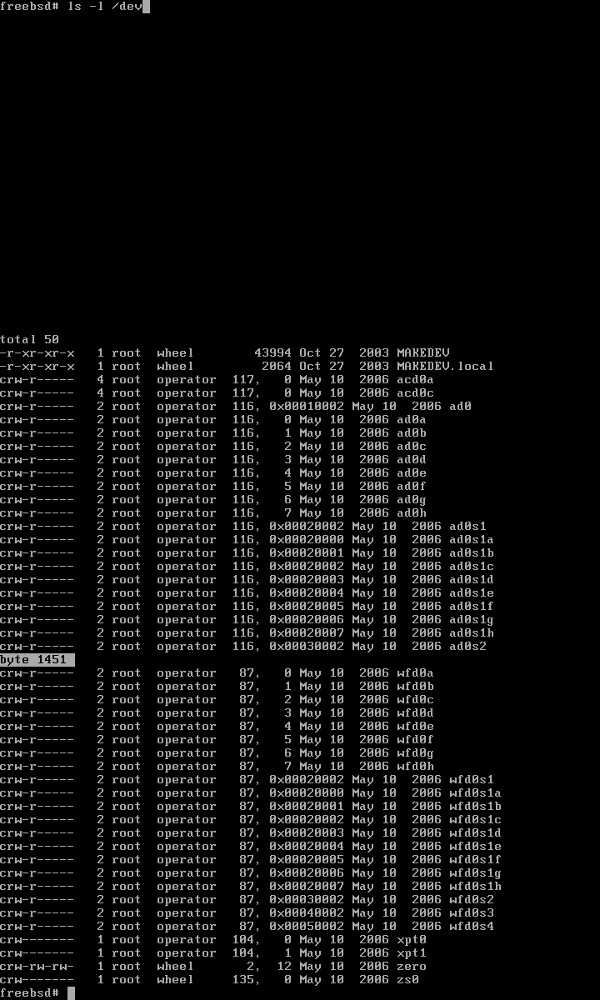 freebsd# ls -l /dev
total 50
-r-xr-xr-x   1 root  wheel        43994 Oct 27  2003 MAKEDEV
-r-xr-xr-x   1 root  wheel         2064 Oct 27  2003 MAKEDEV.local
crw-r-----   4 root  operator  117,   0 May 10  2006 acd0a
crw-r-----   4 root  operator  117,   0 May 10  2006 acd0c
crw-r-----   2 root  operator  116, 0x00010002 May 10  2006 ad0
crw-r-----   2 root  operator  116,   0 May 10  2006 ad0a
crw-r-----   2 root  operator  116,   1 May 10  2006 ad0b
crw-r-----   2 root  operator  116,   2 May 10  2006 ad0c
crw-r-----   2 root  operator  116,   3 May 10  2006 ad0d
crw-r-----   2 root  operator  116,   4 May 10  2006 ad0e
crw-r-----   2 root  operator  116,   5 May 10  2006 ad0f
crw-r-----   2 root  operator  116,   6 May 10  2006 ad0g
crw-r-----   2 root  operator  116,   7 May 10  2006 ad0h
crw-r-----   2 root  operator  116, 0x00020002 May 10  2006 ad0s1
crw-r-----   2 root  operator  116, 0x00020000 May 10  2006 ad0s1a
crw-r-----   2 root  operator  116, 0x00020001 May 10  2006 ad0s1b
crw-r-----   2 root  operator  116, 0x00020002 May 10  2006 ad0s1c
crw-r-----   2 root  operator  116, 0x00020003 May 10  2006 ad0s1d
crw-r-----   2 root  operator  116, 0x00020004 May 10  2006 ad0s1e
crw-r-----   2 root  operator  116, 0x00020005 May 10  2006 ad0s1f
crw-r-----   2 root  operator  116, 0x00020006 May 10  2006 ad0s1g
crw-r-----   2 root  operator  116, 0x00020007 May 10  2006 ad0s1h
crw-r-----   2 root  operator  116, 0x00030002 May 10  2006 ad0s2
byte 1451
crw-r-----   2 root  operator   87,   0 May 10  2006 wfd0a
crw-r-----   2 root  operator   87,   1 May 10  2006 wfd0b
crw-r-----   2 root  operator   87,   2 May 10  2006 wfd0c
crw-r-----   2 root  operator   87,   3 May 10  2006 wfd0d
crw-r-----   2 root  operator   87,   4 May 10  2006 wfd0e
crw-r-----   2 root  operator   87,   5 May 10  2006 wfd0f
crw-r-----   2 root  operator   87,   6 May 10  2006 wfd0g
crw-r-----   2 root  operator   87,   7 May 10  2006 wfd0h
crw-r-----   2 root  operator   87, 0x00020002 May 10  2006 wfd0s1
crw-r-----   2 root  operator   87, 0x00020000 May 10  2006 wfd0s1a
crw-r-----   2 root  operator   87, 0x00020001 May 10  2006 wfd0s1b
crw-r-----   2 root  operator   87, 0x00020002 May 10  2006 wfd0s1c
crw-r-----   2 root  operator   87, 0x00020003 May 10  2006 wfd0s1d
crw-r-----   2 root  operator   87, 0x00020004 May 10  2006 wfd0s1e
crw-r-----   2 root  operator   87, 0x00020005 May 10  2006 wfd0s1f
crw-r-----   2 root  operator   87, 0x00020006 May 10  2006 wfd0s1g
crw-r-----   2 root  operator   87, 0x00020007 May 10  2006 wfd0s1h
crw-r-----   2 root  operator   87, 0x00030002 May 10  2006 wfd0s2
crw-r-----   2 root  operator   87, 0x00040002 May 10  2006 wfd0s3
crw-r-----   2 root  operator   87, 0x00050002 May 10  2006 wfd0s4
crw-------   1 root  operator  104,   0 May 10  2006 xpt0
crw-------   1 root  operator  104,   1 May 10  2006 xpt1
crw-rw-rw-   1 root  wheel       2,  12 May 10  2006 zero
crw-------   1 root  wheel     135,   0 May 10  2006 zs0
freebsd#